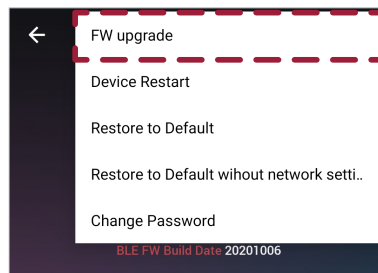 FW upgrade
Device Restart
Restore to Default
Restore to Default wihout network setti..
Change Password
BLE FW Build Date 20201006